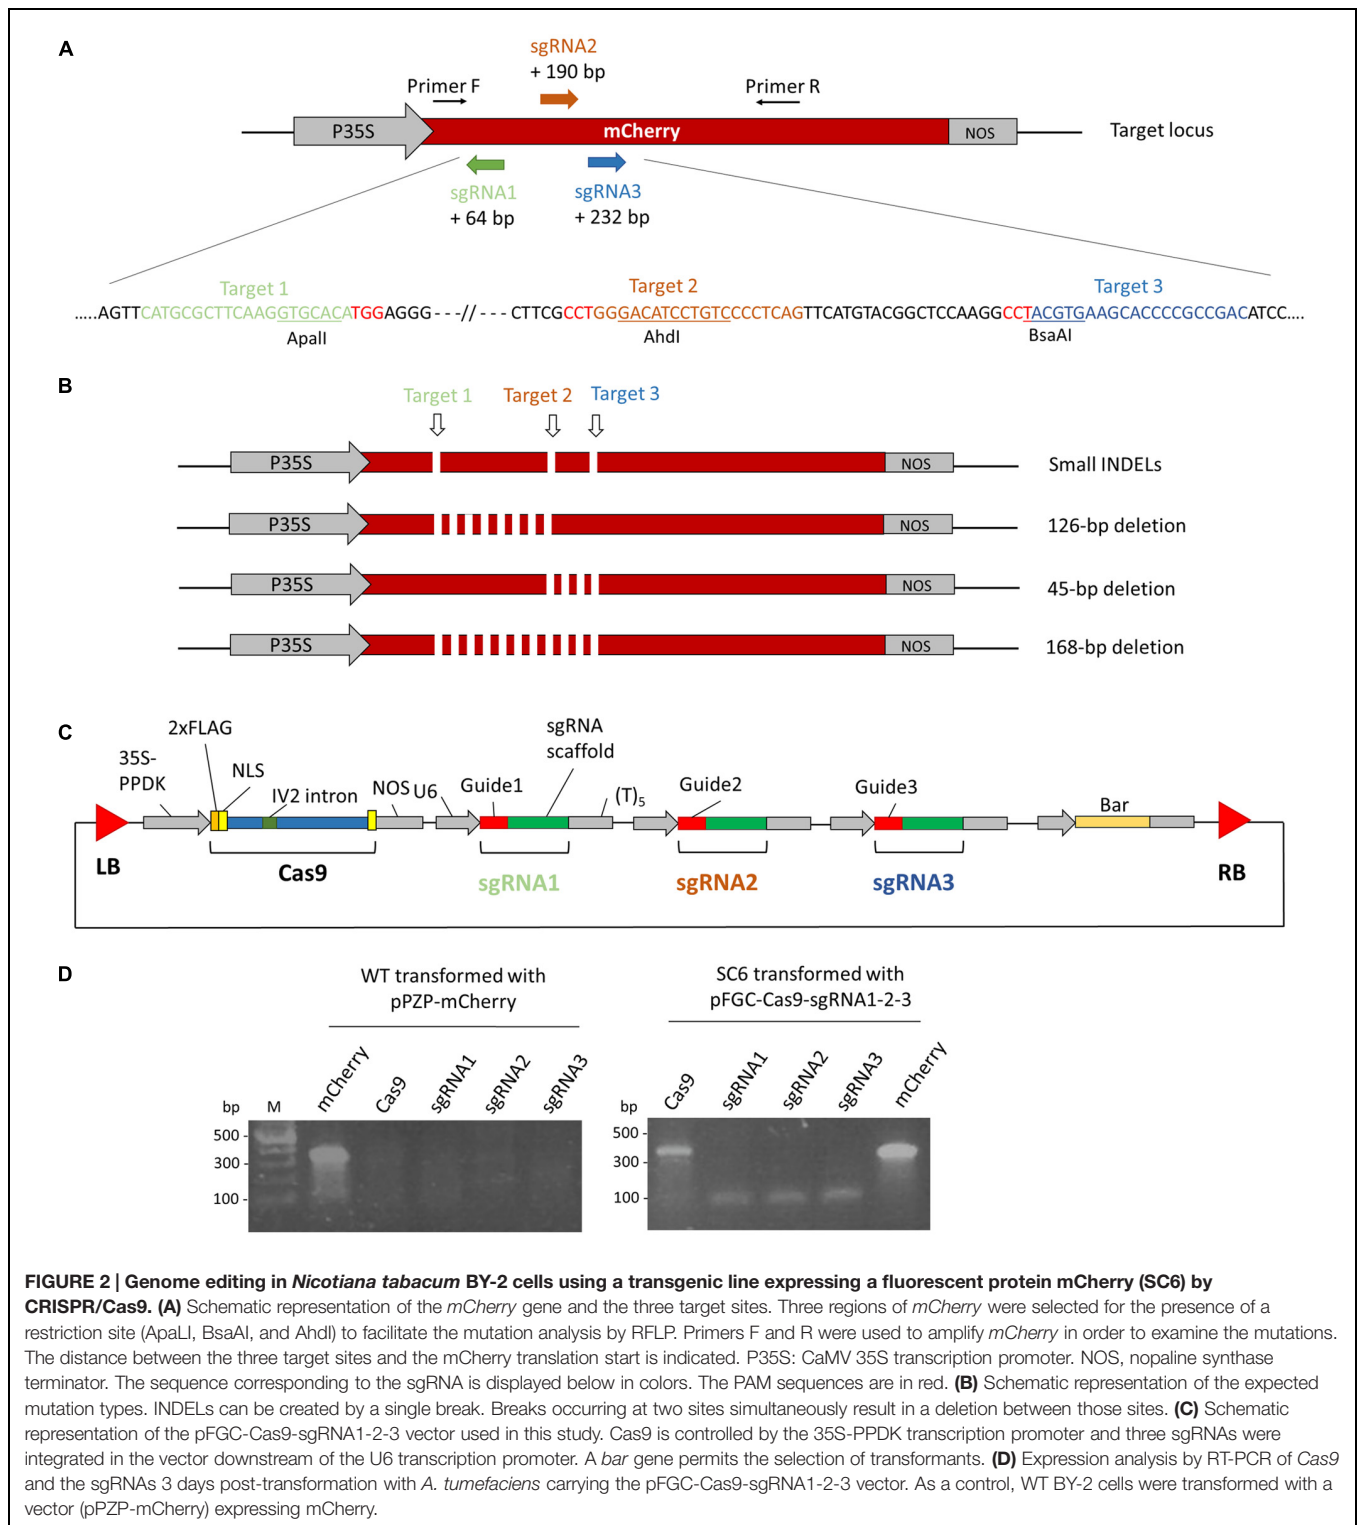 A
sgRNA2
+ 190 bp
Primer F
Primer R
P35S
mCherry
NOS
Target locus
sgRNA1
+ 64 bp
sgRNA3
+ 232 bp
Target 1
Target 2
Target 3
.....AGTTCATGCGCTTCAAGGTGCACATGGAGGG---//---CTTCGCCTGGGACATCCTGTCCCCTCAGTTCATGTACGGCTCCAAGGCCTACGTGAAGCACCCCGCCGACATCC....
ApalI
AhdI
BsaAI
B
Target 1
Target 2
Target 3
P35S
NOS
Small INDELs
P35S
NOS
126-bp deletion
P35S
NOS
45-bp deletion
P35S
NOS
168-bp deletion
C
2xFLAG
sgRNA
scaffold
35S-
PPDK
NLS
IV2 intron
NOS
U6
Guide1
(T)5
Guide2
Guide3
Bar
LB
Cas9
sgRNA1
sgRNA2
sgRNA3
RB
D
WT transformed with
pPZP-mCherry
SC6 transformed with
pFGC-Cas9-sgRNA1-2-3
bp
M
mCherry
Cas9
sgRNA1
sgRNA2
sgRNA3
500 -
300 -
100 -
bp
Cas9
sgRNA1
sgRNA2
sgRNA3
mCherry
500 -
300 -
100 -
FIGURE 2 | Genome editing in Nicotiana tabacum BY-2 cells using a transgenic line expressing a fluorescent protein mCherry (SC6) by
CRISPR/Cas9. (A) Schematic representation of the mCherry gene and the three target sites. Three regions of mCherry were selected for the presence of a
restriction site (ApaLI, BsaAI, and AhdI) to facilitate the mutation analysis by RFLP. Primers F and R were used to amplify mCherry in order to examine the mutations.
The distance between the three target sites and the mCherry translation start is indicated. P35S: CaMV 35S transcription promoter. NOS, nopaline synthase
terminator. The sequence corresponding to the sgRNA is displayed below in colors. The PAM sequences are in red. (B) Schematic representation of the expected
mutation types. INDELs can be created by a single break. Breaks occurring at two sites simultaneously result in a deletion between those sites. (C) Schematic
representation of the pFGC-Cas9-sgRNA1-2-3 vector used in this study. Cas9 is controlled by the 35S-PPDK transcription promoter and three sgRNAs were
integrated in the vector downstream of the U6 transcription promoter. A bar gene permits the selection of transformants. (D) Expression analysis by RT-PCR of Cas9
and the sgRNAs 3 days post-transformation with A. tumefaciens carrying the pFGC-Cas9-sgRNA1-2-3 vector. As a control, WT BY-2 cells were transformed with a
vector (pPZP-mCherry) expressing mCherry.